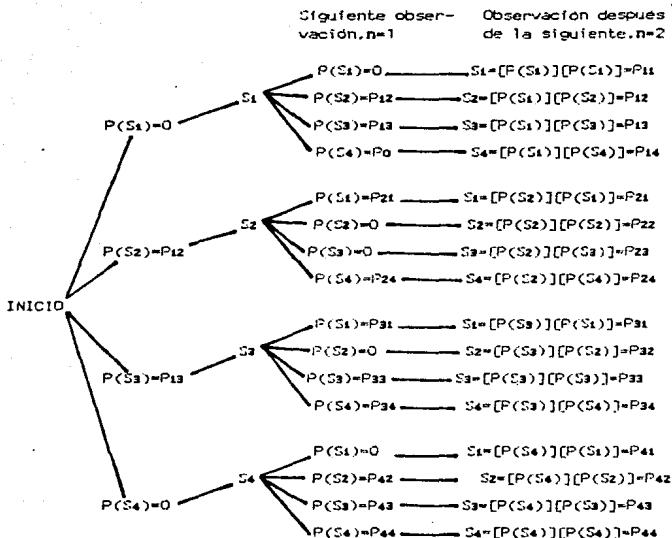 Siguiente obser- Observación después
vación,n=1 de la siguiente,n=2
P(S1)=0 S1=[P(S1)][P(S1)]=P11
S1 P(S2)=P12 S2=[P(S1)][P(S2)]=P12
P(S1)=0 P(S3)=P13 S3=[P(S1)][P(S3)]=P13
P(S4)=P0 S4=[P(S1)][P(S4)]=P14
P(S1)=P21 S1=[P(S2)][P(S1)]=P21
S2 P(S2)=0 S2=[P(S2)][P(S2)]=P22
P(S2)=P12 P(S3)=0 S3=[P(S2)][P(S3)]=P23
P(S4)=P24 S4=[P(S2)][P(S4)]=P24
INICIO
P(S1)=P31 S1=[P(S3)][P(S1)]=P31
S3 P(S2)=0 S2=[P(S3)][P(S2)]=P32
P(S3)=P13 P(S3)=P33 S3=[P(S3)][P(S3)]=P33
P(S4)=P34 S4=[P(S3)][P(S4)]=P34
P(S1)=0 S1=[P(S4)][P(S1)]=P41
S4 P(S2)=P42 S2=[P(S4)][P(S2)]=P42
P(S4)=0 P(S3)=P43 S3=[P(S4)][P(S3)]=P43
P(S4)=P44 S4=[P(S4)][P(S4)]=P44